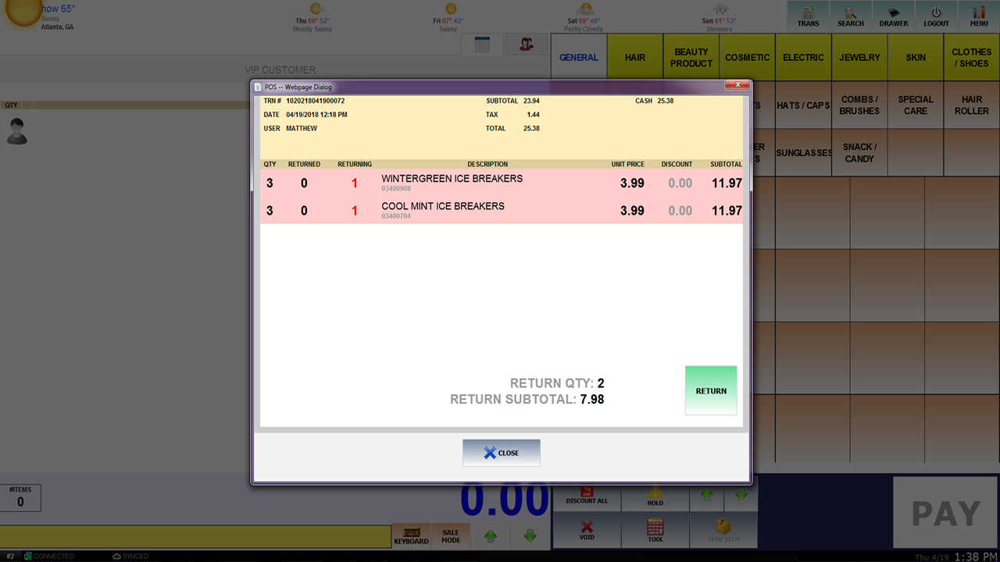 now 65°
Sunny
Atlanta, GA
Thu 69° 52°
Mostly Sunny
Fri 67° 42°
Sunny
Sat 69° 46°
Partly Cloudy
Sun 61° 53°
Showers
TRANS
SEARCH
DRAWER
LOGOUT
MENU
VIP CUSTOMER
GENERAL
HAIR
BEAUTY
PRODUCT
COSMETIC
ELECTRIC
JEWELRY
SKIN
CLOTHES
/ SHOES
POS -- Webpage Dialog
QTY
TRN # 1020218041900072
SUBTOTAL 23.94
CASH 25.38
DATE 04/19/2018 12:18 PM
TAX 1.44
USER MATTHEW
TOTAL 25.38
HATS / CAPS
COMBS /
BRUSHES
SPECIAL
CARE
HAIR
ROLLER
SUNGLASSES
SNACK /
CANDY
QTY RETURNED RETURNING DESCRIPTION UNIT PRICE DISCOUNT SUBTOTAL
3 0 1 WINTERGREEN ICE BREAKERS 3.99 0.00 11.97
03400908
3 0 1 COOL MINT ICE BREAKERS 3.99 0.00 11.97
03400704
RETURN QTY: 2
RETURN SUBTOTAL: 7.98
RETURN
CLOSE
#ITEMS
0
0.00
DISCOUNT ALL
HOLD
PAY
KEYBOARD
SALE
MODE
VOID
TOOL
TEMP ITEM
#2 CONNECTED SYNCED
Thu 4/19 1:38 PM